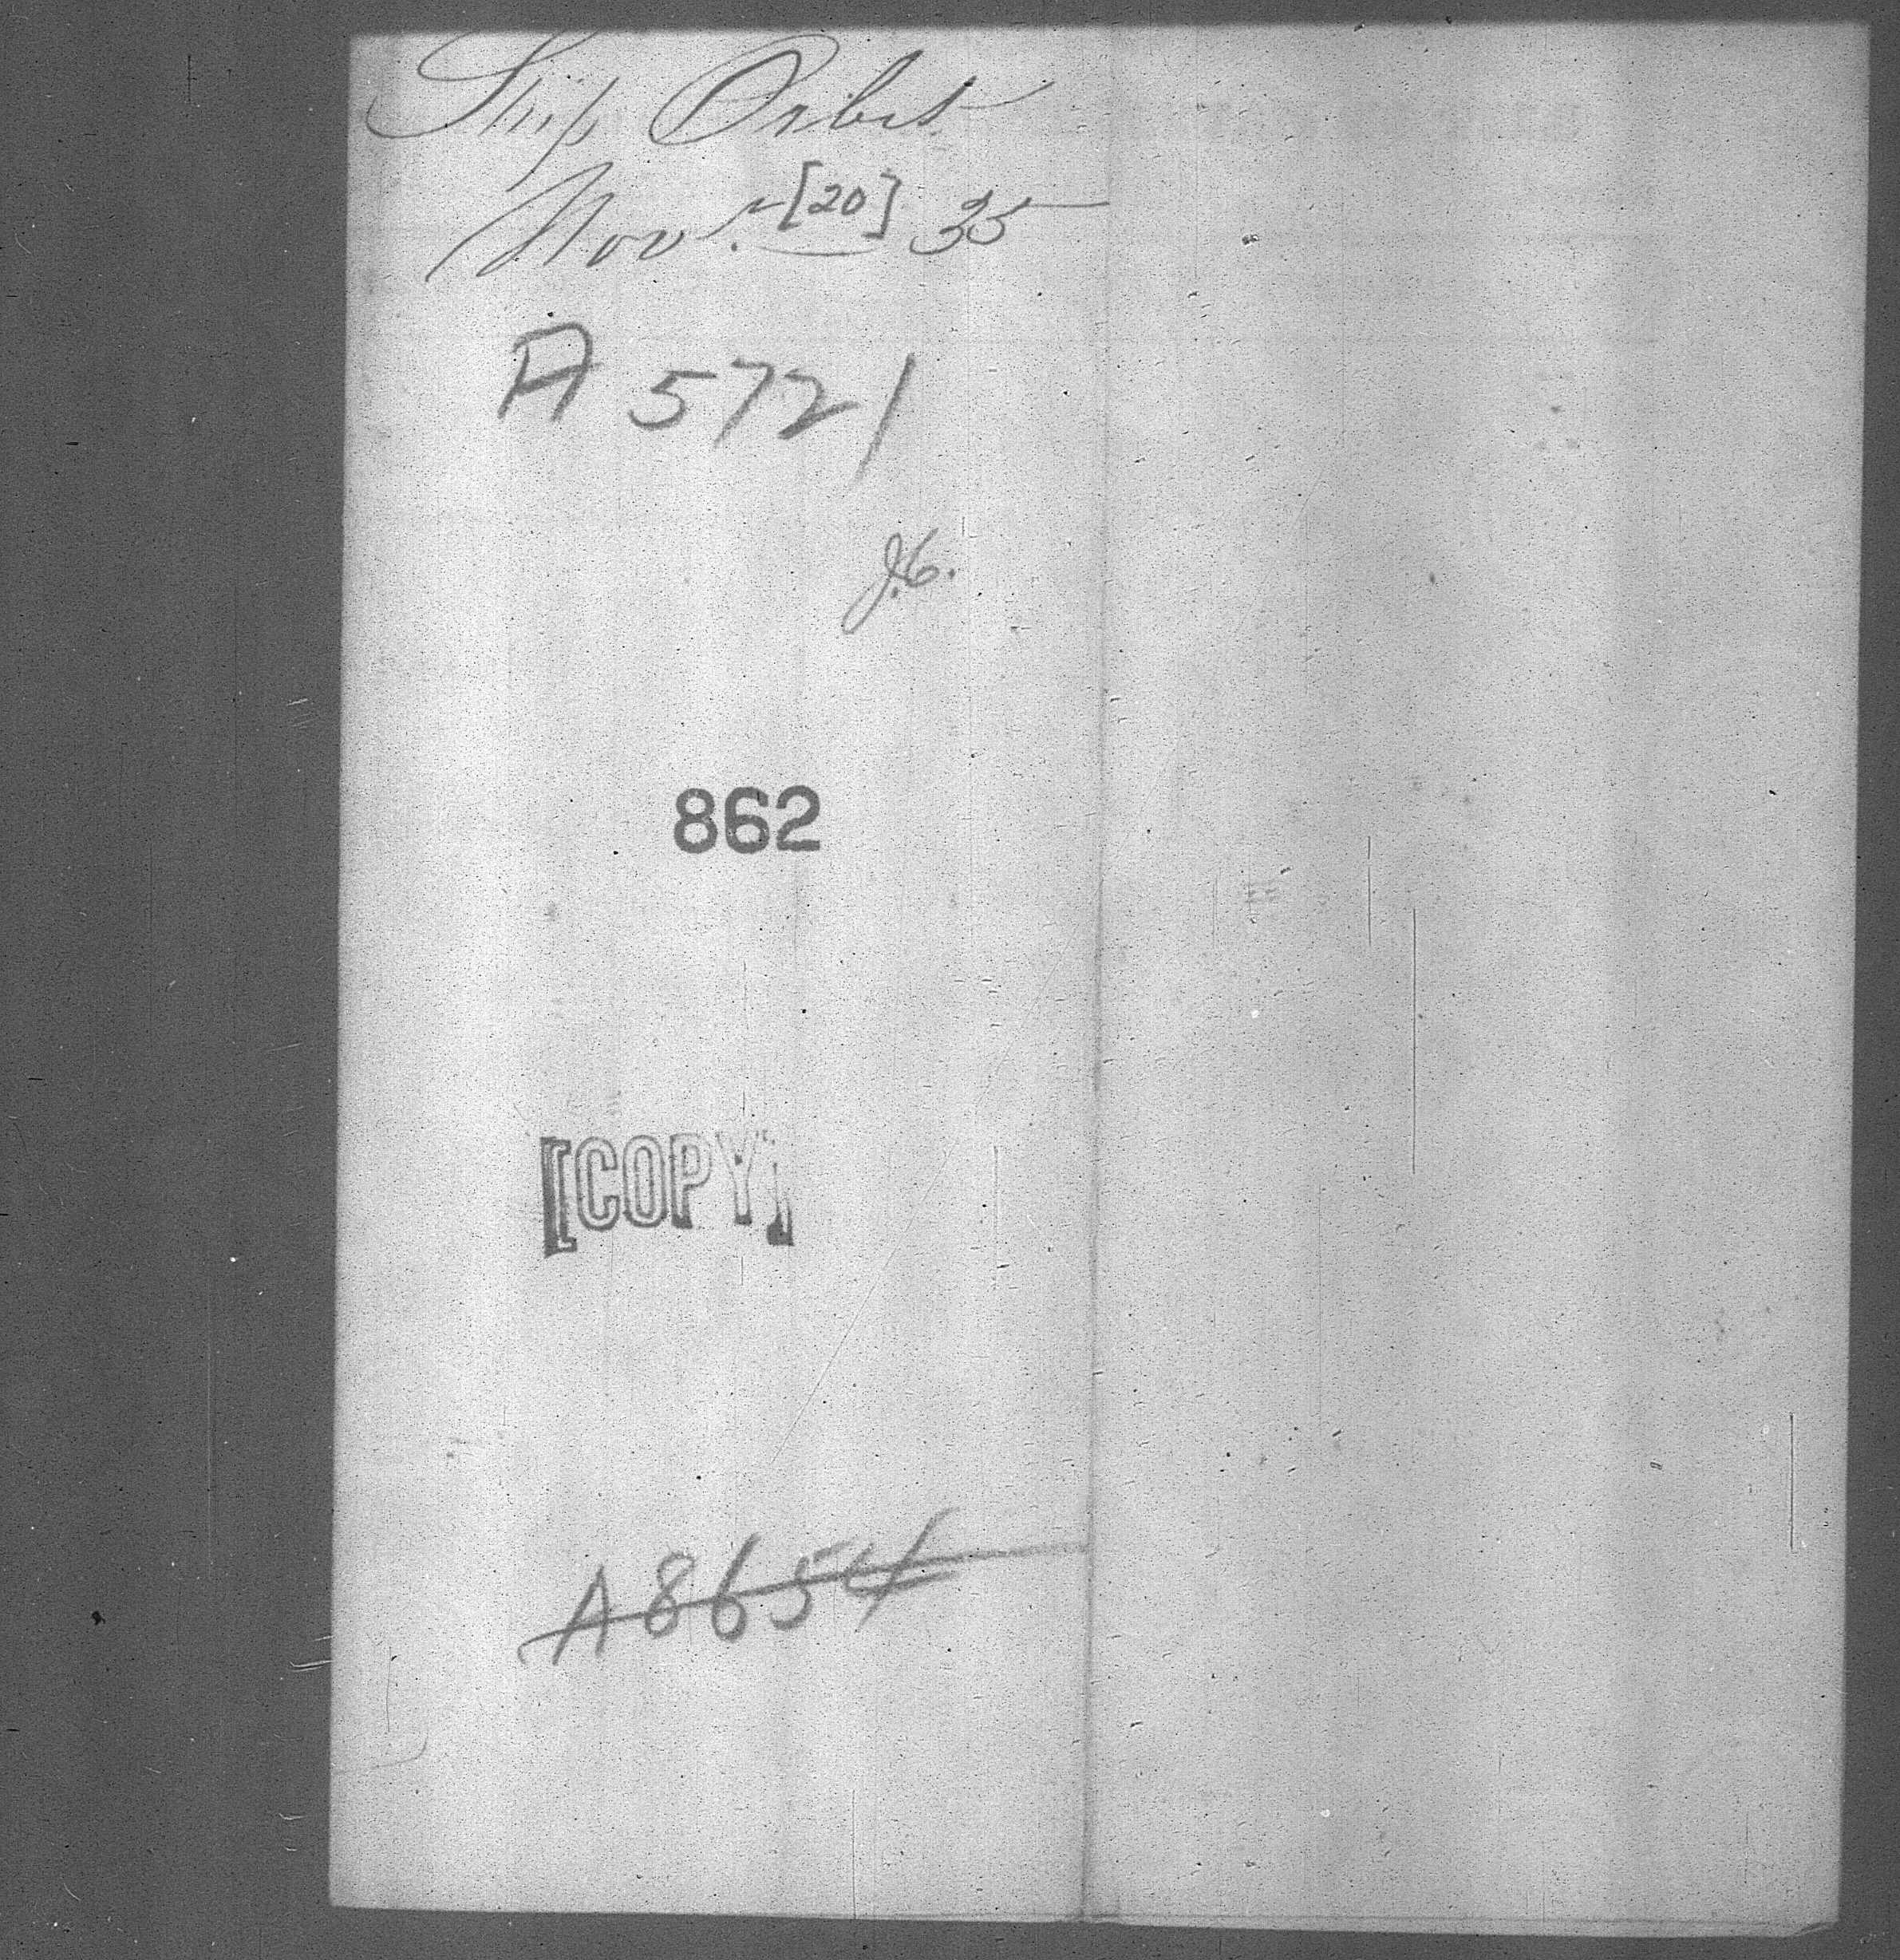 Ship Orbit
Nov. [20] 35
A 5721
862
[COPY]
A8654